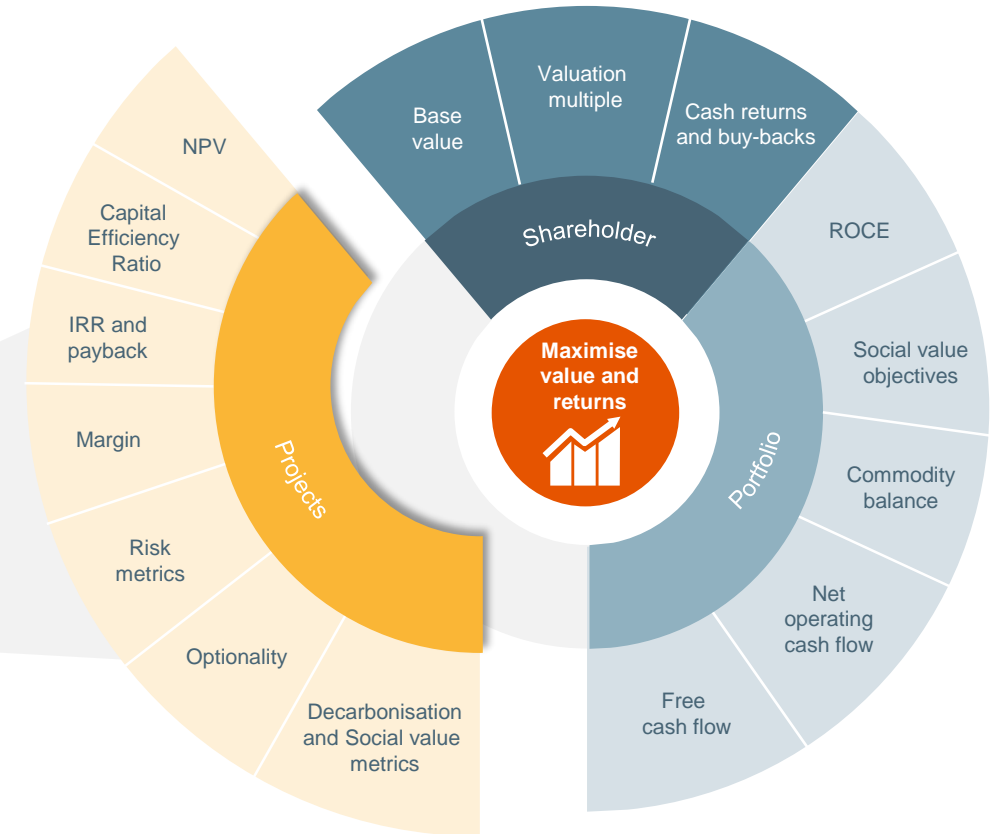 Base
value
Valuation
multiple
Cash returns
and buy-backs
Shareholder
NPV
Capital
Efficiency
Ratio
IRR and
payback
Margin
Risk
metrics
Optionality
Decarbonisation
and Social value
metrics
Projects
Maximise
value and
returns
Portfolio
ROCE
Social value
objectives
Commodity
balance
Net
operating
cash flow
Free
cash flow